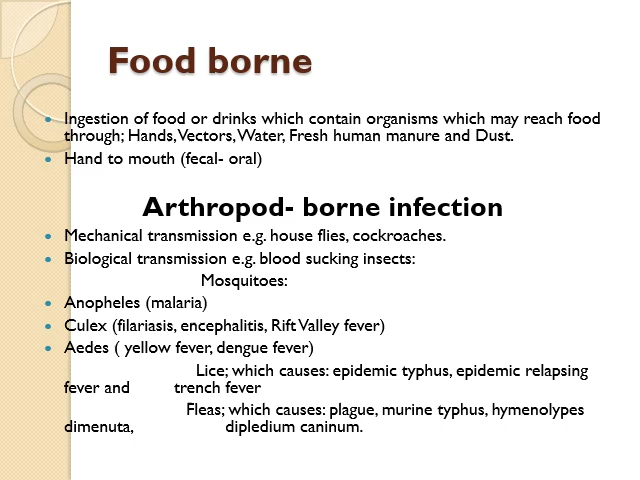 Food borne
Ingestion of food or drinks which contain organisms which may reach food
through; Hands,Vectors,Water, Fresh human manure and Dust.
Hand to mouth (fecal- oral)
Arthropod- borne infection
Mechanical transmission e.g. house flies, cockroaches.
Biological transmission e.g. blood sucking insects:
Mosquitoes:
Anopheles (malaria)
Culex (filariasis, encephalitis, Rift Valley fever)
Aedes ( yellow fever, dengue fever)
Lice; which causes: epidemic typhus, epidemic relapsing
fever and trench fever
Fleas; which causes: plague, murine typhus, hymenolypes
dimenuta, dipledium caninum.